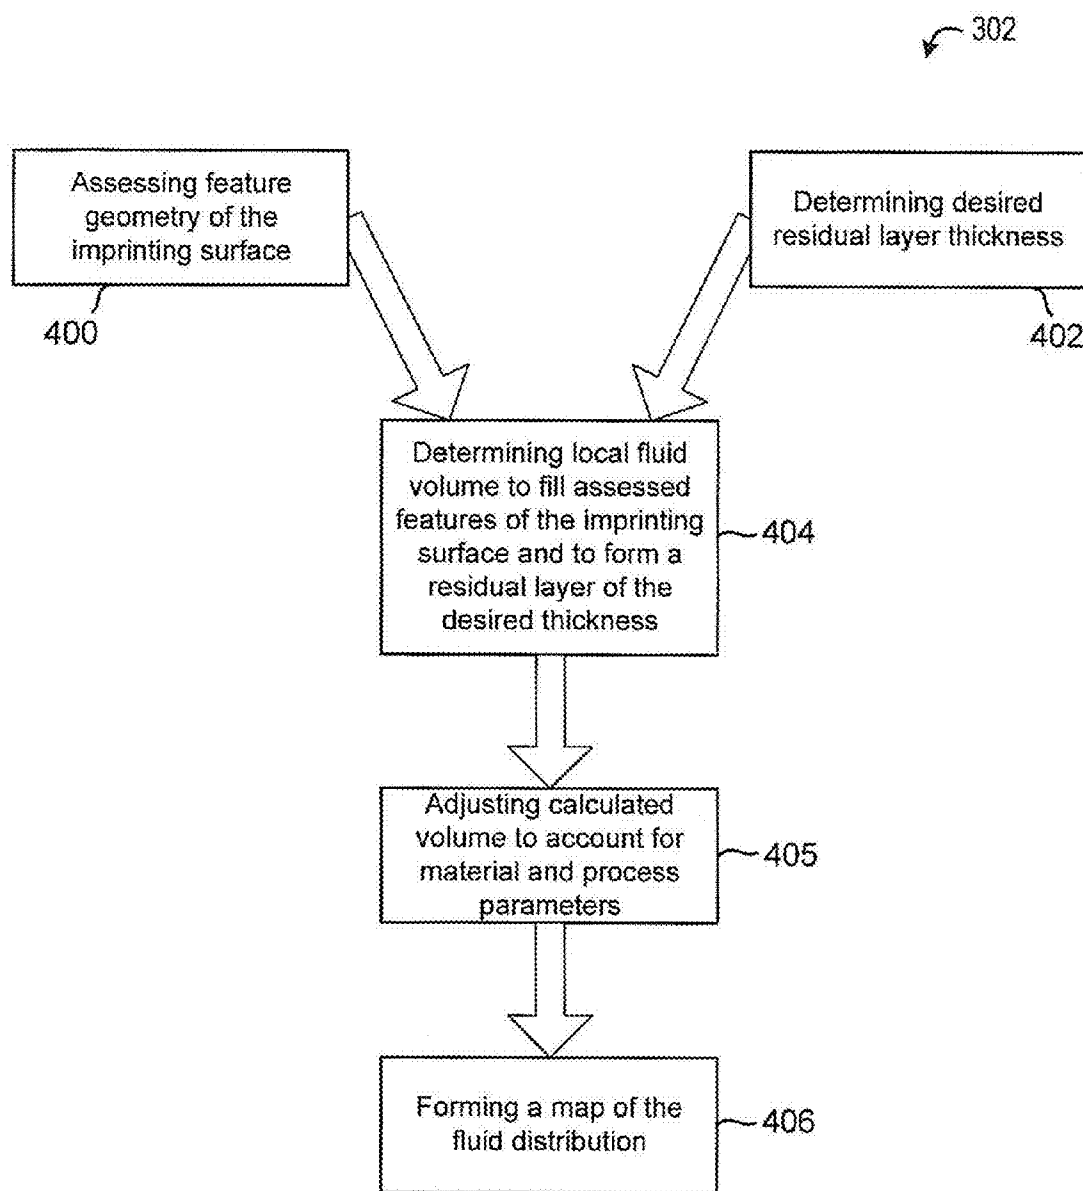 302
Assessing feature
geometry of the
imprinting surface
400
Determining desired
residual layer thickness
402
Determining local fluid
volume to fill assessed
features of the imprinting
surface and to form a
residual layer of the
desired thickness
404
Adjusting calculated
volume to account for
material and process
parameters
405
Forming a map of the
fluid distribution
406